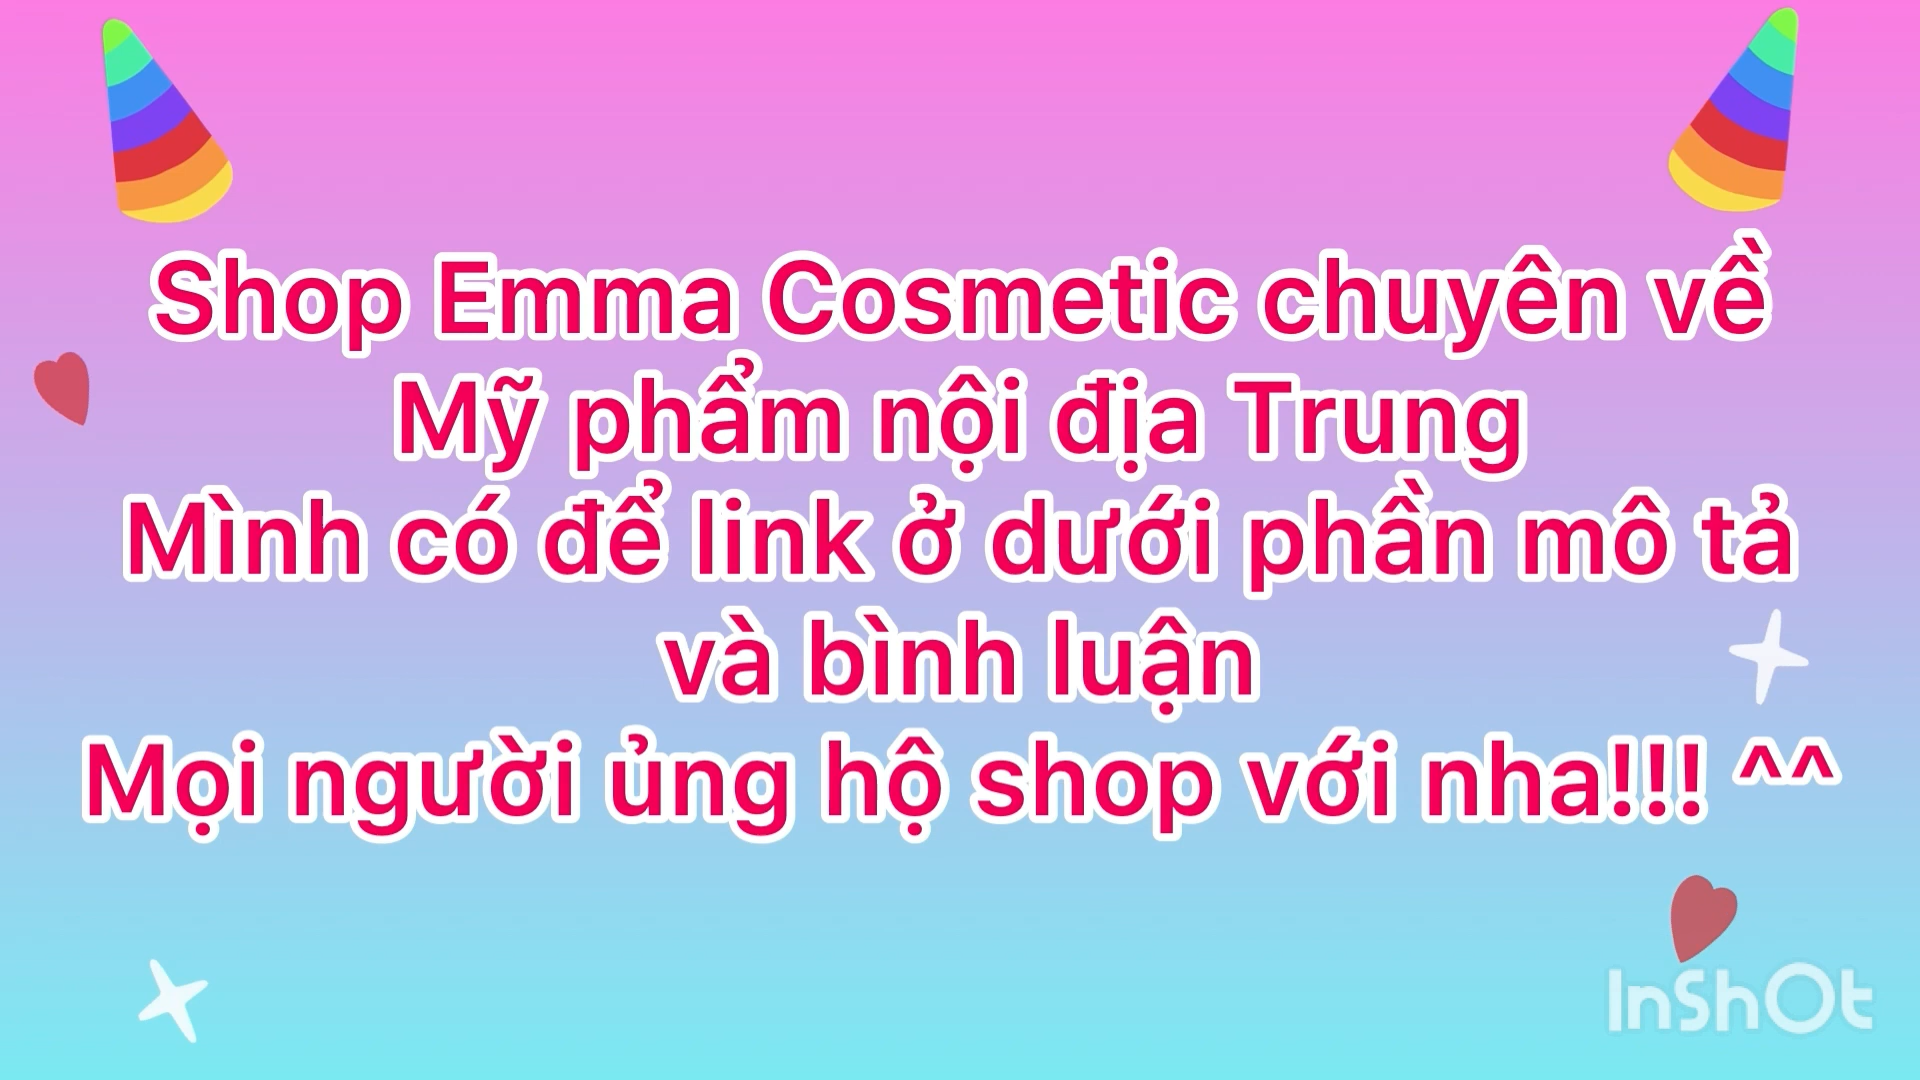 Shop Emma Cosmetic chuyên về
Mỹ phẩm nội địa Trung
Mình có để link ở dưới phần mô tả
và bình luận
Mọi người ủng hộ shop với nha!!! ^^
InShOt